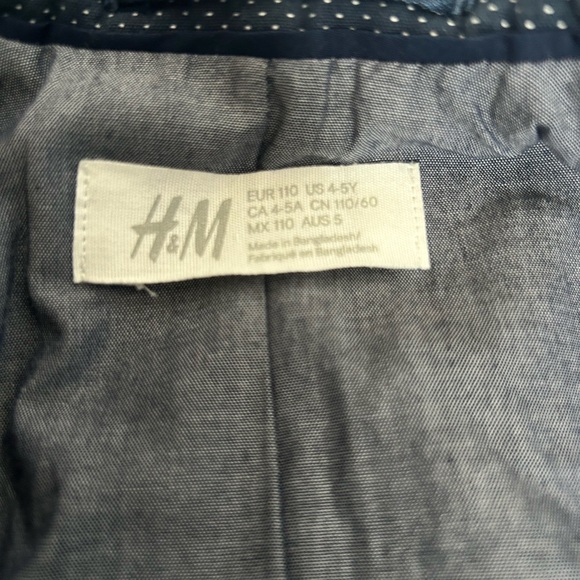 H&M
EUR 110 US 4-5Y
CA 4-5A CN 110/60
MX 110 AUS 5
Made in Bangladesh/
Fabriqué en Bangladesh